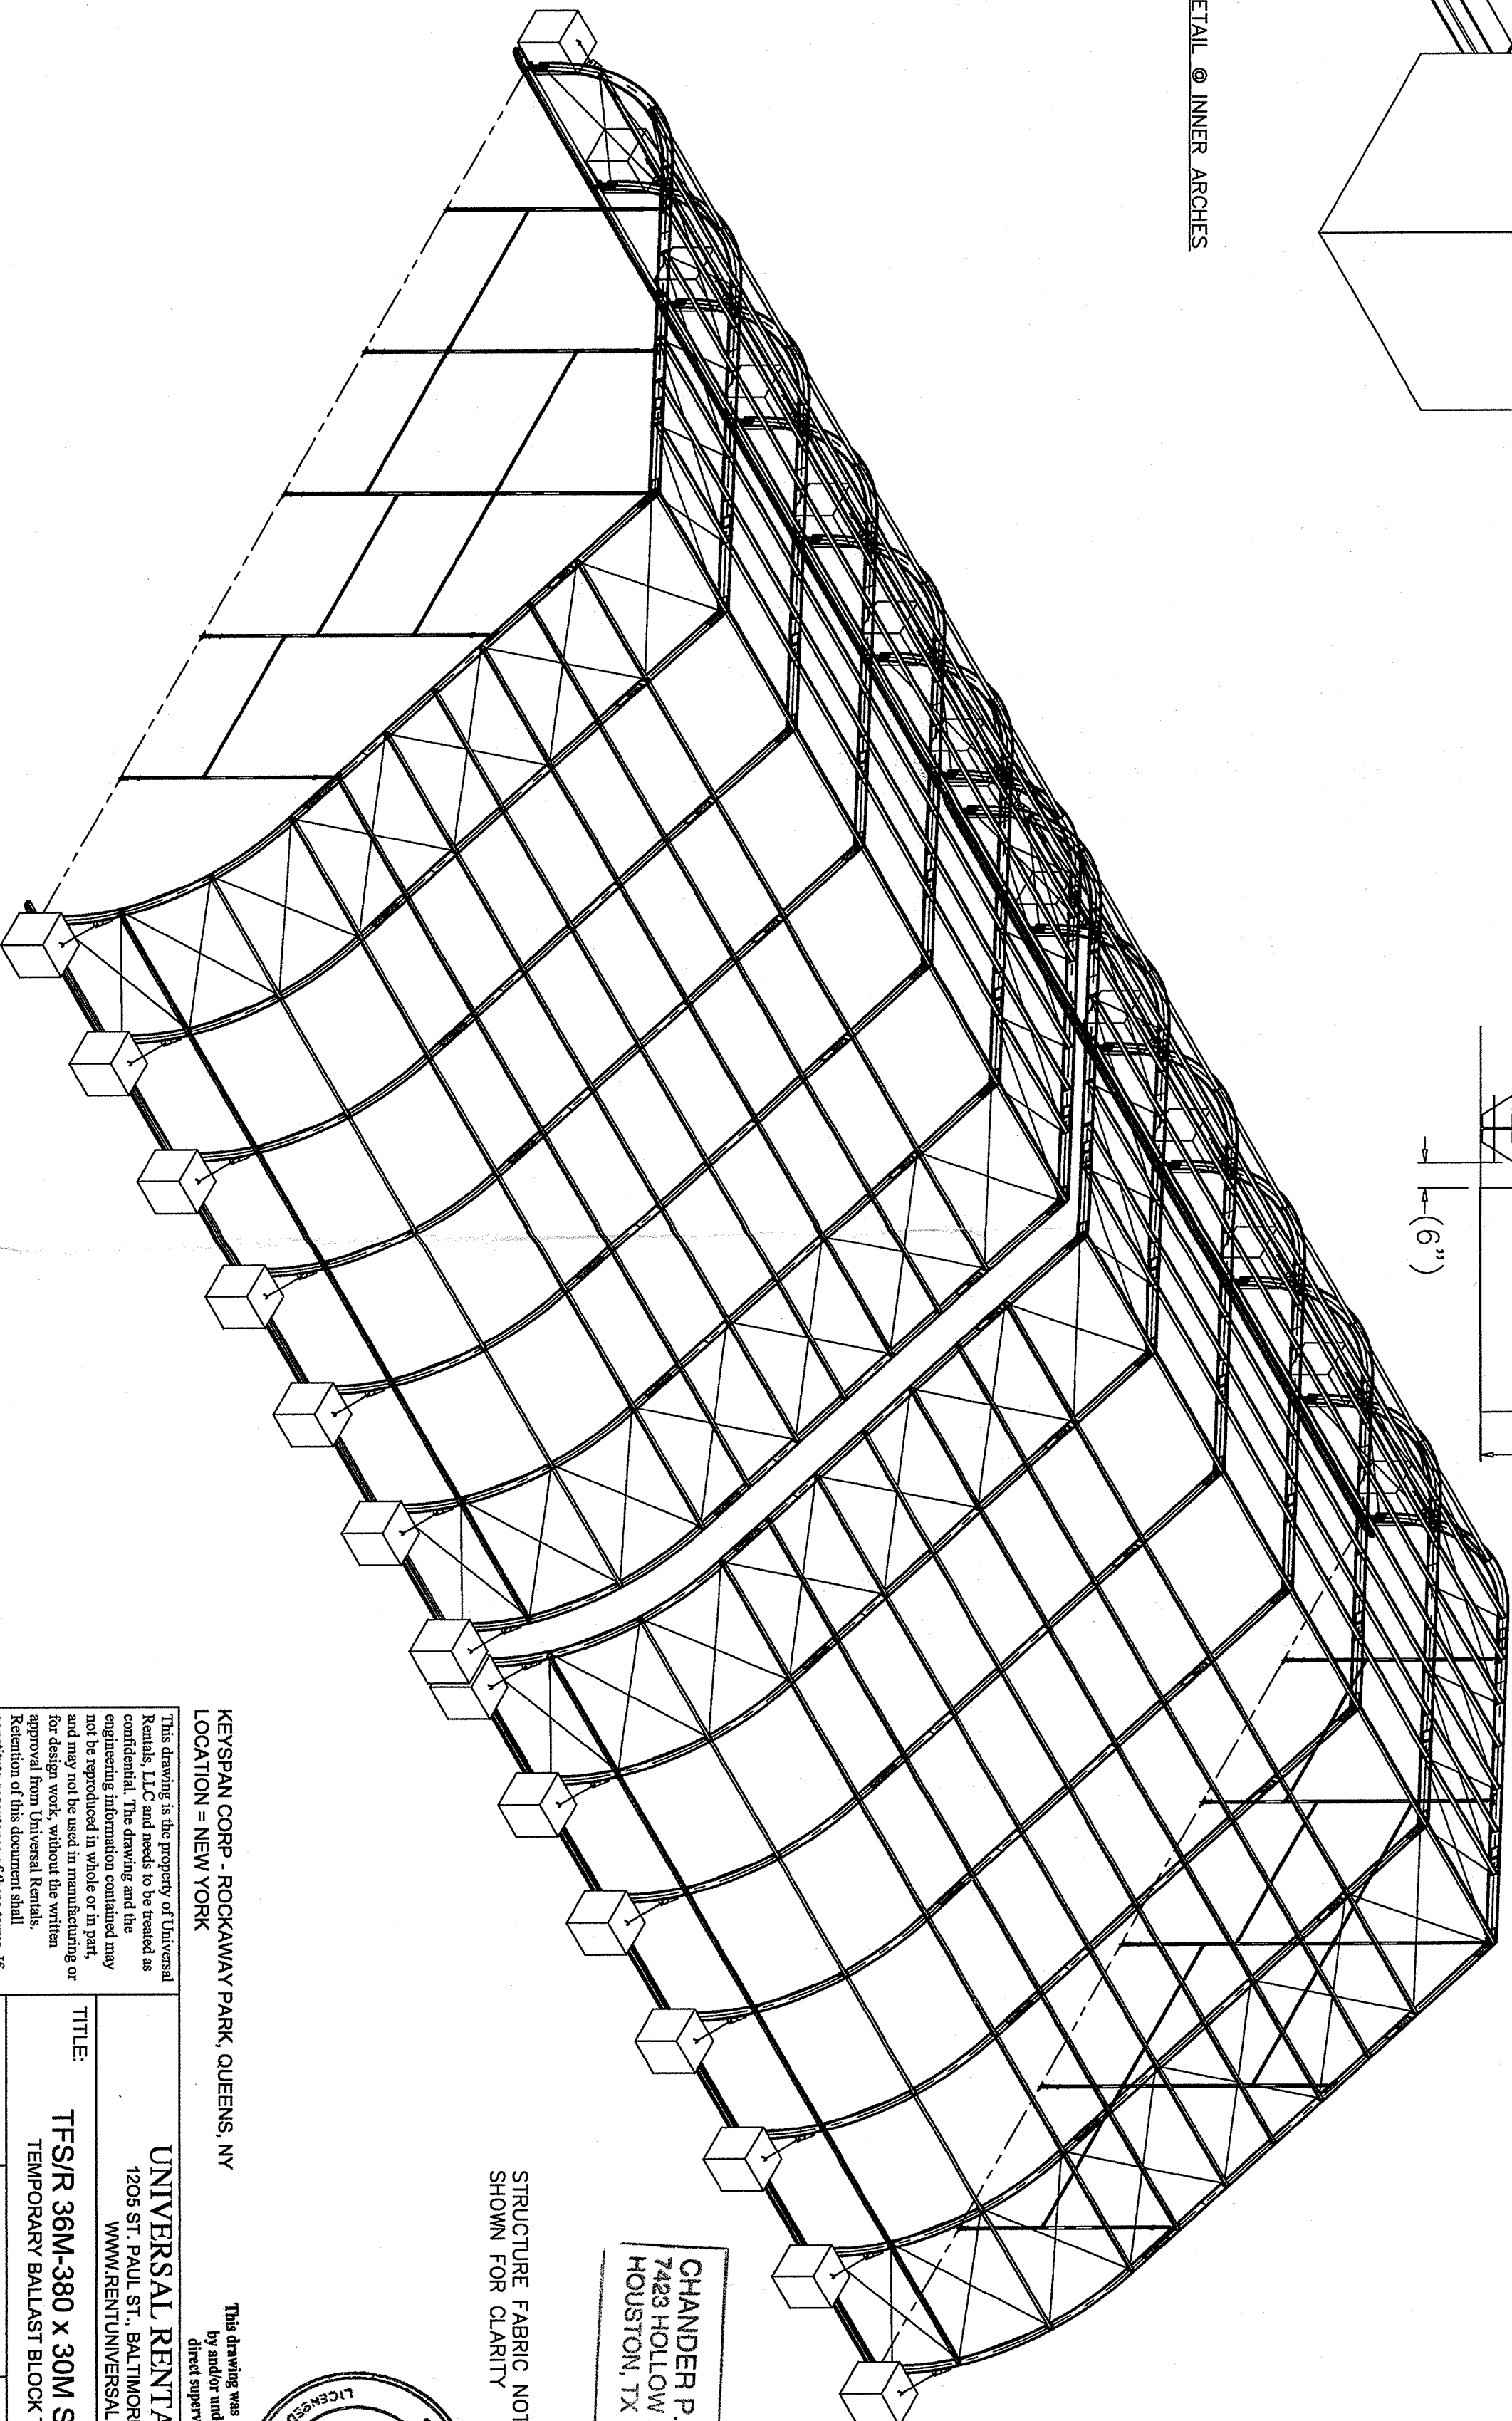 ETAIL @ INNER ARCHES
(6")
STRUCTURE FABRIC NOT
SHOWN FOR CLARITY
CHANDER P.
7423 HOLLOW
HOUSTON, TX
KEYSPAN CORP - ROCKAWAY PARK, QUEENS, NY
LOCATION = NEW YORK
This drawing was
by and/or und
direct superv
LICENSED
This drawing is the property of Universal
Rentals, LLC and needs to be treated as
confidential. The drawing and the
engineering information contained may
not be reproduced in whole or in part,
and may not be used in manufacturing or
for design work, without the written
approval from Universal Rentals.
Retention of this document shall
UNIVERSAL RENTA
1205 ST. PAUL ST., BALTIMOR
WWW.RENTUNIVERSAL
TITLE:
TFS/R 36M-380 x 30M S
TEMPORARY BALLAST BLOCK